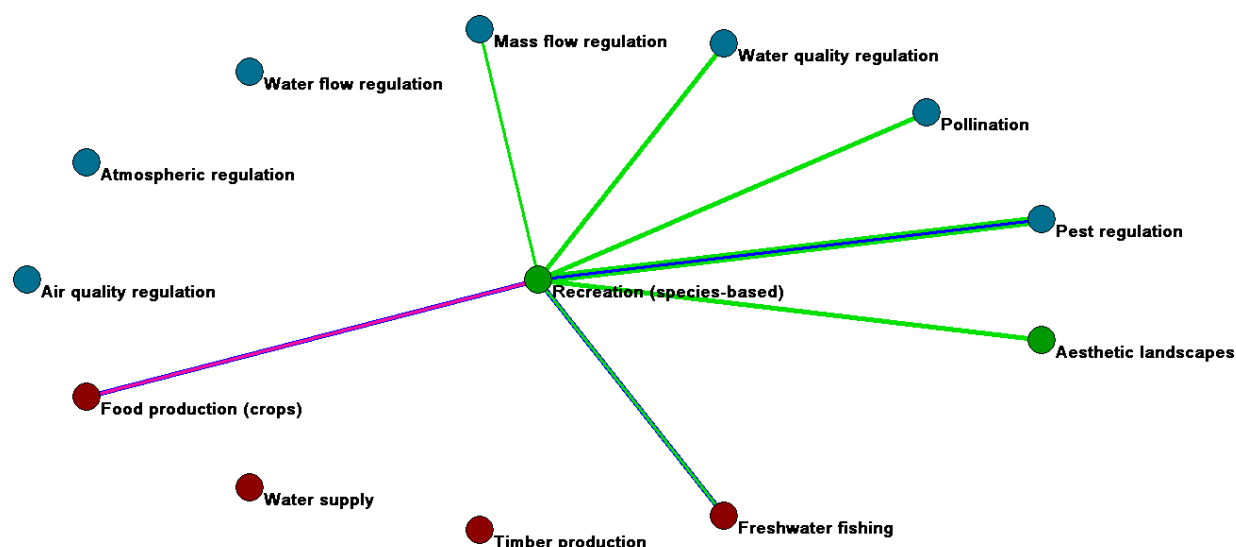 Mass flow regulation
Water quality regulation
Water flow regulation
Pollination
Atmospheric regulation
Pest regulation
Air quality regulation
Recreation (species-based)
Aesthetic landscapes
Food production (crops)
Water supply
Freshwater fishing
Timber production